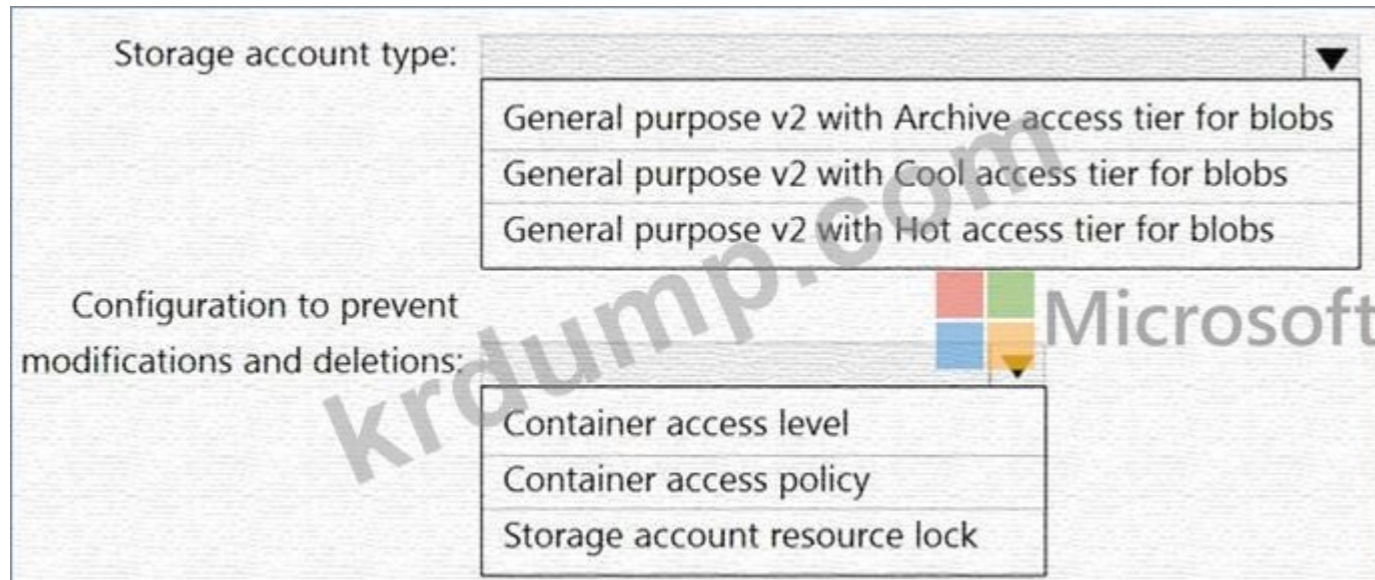 Storage account type:
General purpose v2 with Archive access tier for blobs
General purpose v2 with Cool access tier for blobs
General purpose v2 with Hot access tier for blobs
Configuration to prevent
modifications and deletions:
Microsoft
krdump.com
Container access level
Container access policy
Storage account resource lock